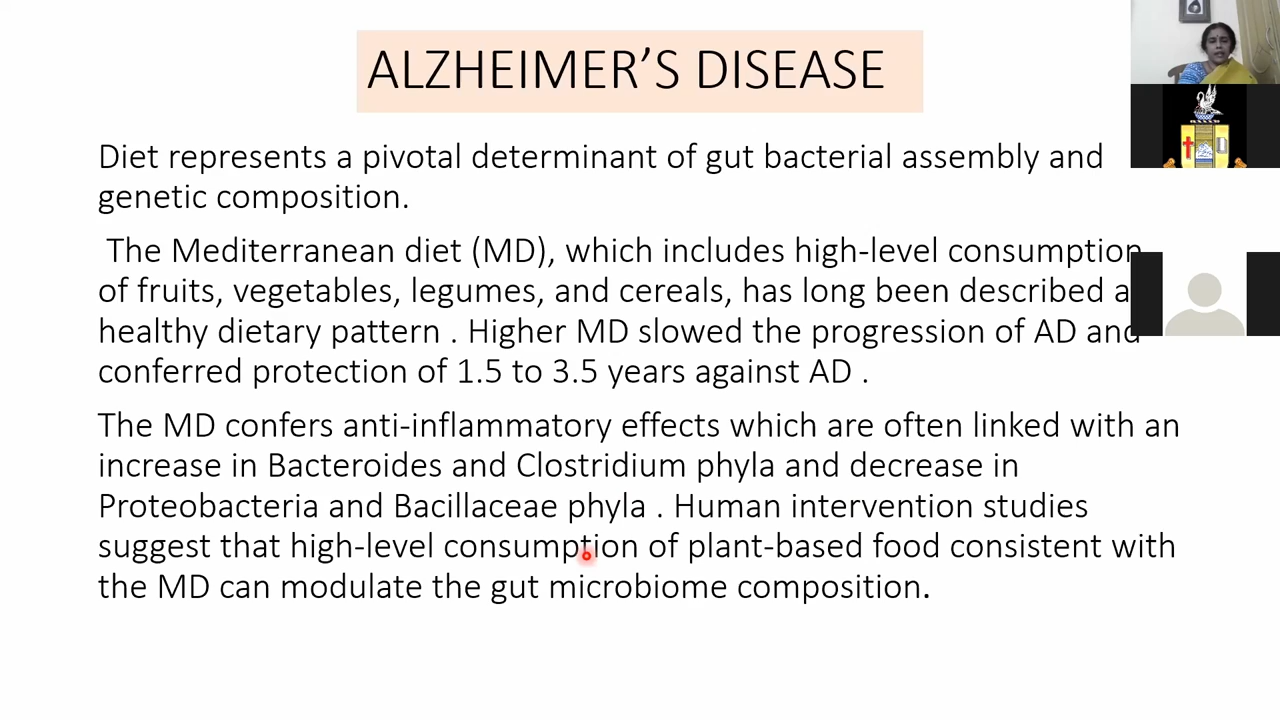 ALZHEIMER’S DISEASE
Diet represents a pivotal determinant of gut bacterial assembly and
genetic composition.
The Mediterranean diet (MD), which includes high-level consumption
of fruits, vegetables, legumes, and cereals, has long been described a
healthy dietary pattern . Higher MD slowed the progression of AD and
conferred protection of 1.5 to 3.5 years against AD .
The MD confers anti-inflammatory effects which are often linked with an
increase in Bacteroides and Clostridium phyla and decrease in
Proteobacteria and Bacillaceae phyla . Human intervention studies
suggest that high-level consumption of plant-based food consistent with
the MD can modulate the gut microbiome composition.